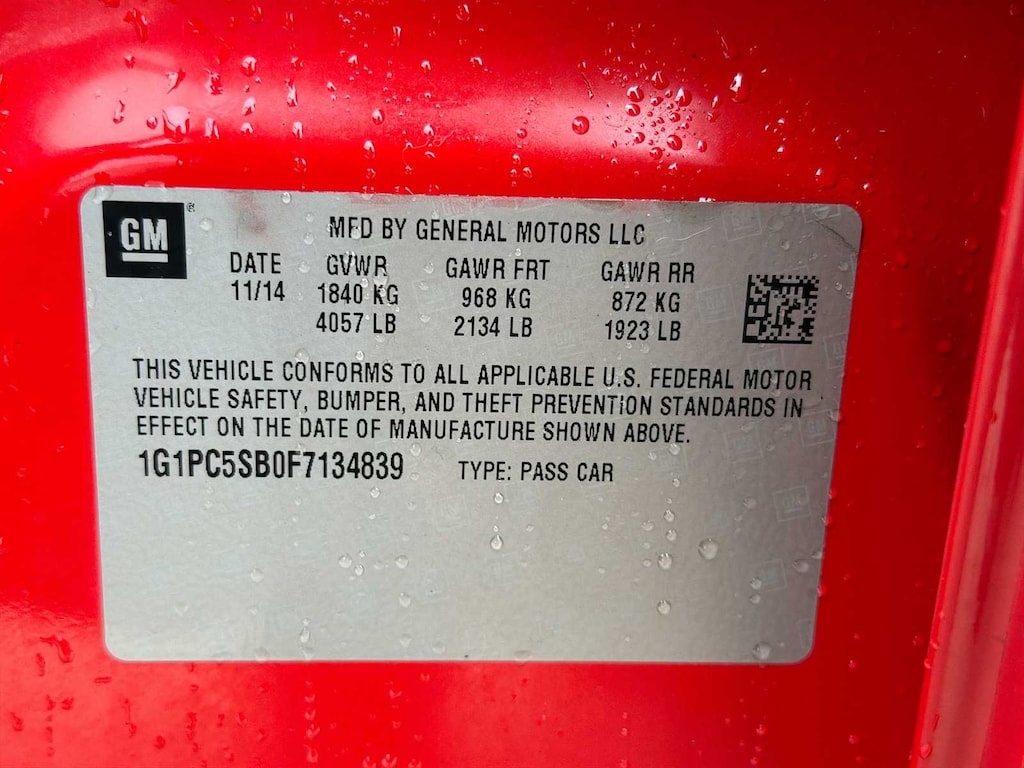 GM
MFD BY GENERAL MOTORS LLC
DATE GVWR GAWR FRT GAWR RR
11/14 1840 KG 968 KG 872 KG
4057 LB 2134 LB 1923 LB
THIS VEHICLE CONFORMS TO ALL APPLICABLE U.S. FEDERAL MOTOR
VEHICLE SAFETY, BUMPER, AND THEFT PREVENTION STANDARDS IN
EFFECT ON THE DATE OF MANUFACTURE SHOWN ABOVE.
1G1PC5SB0F7134839 TYPE: PASS CAR